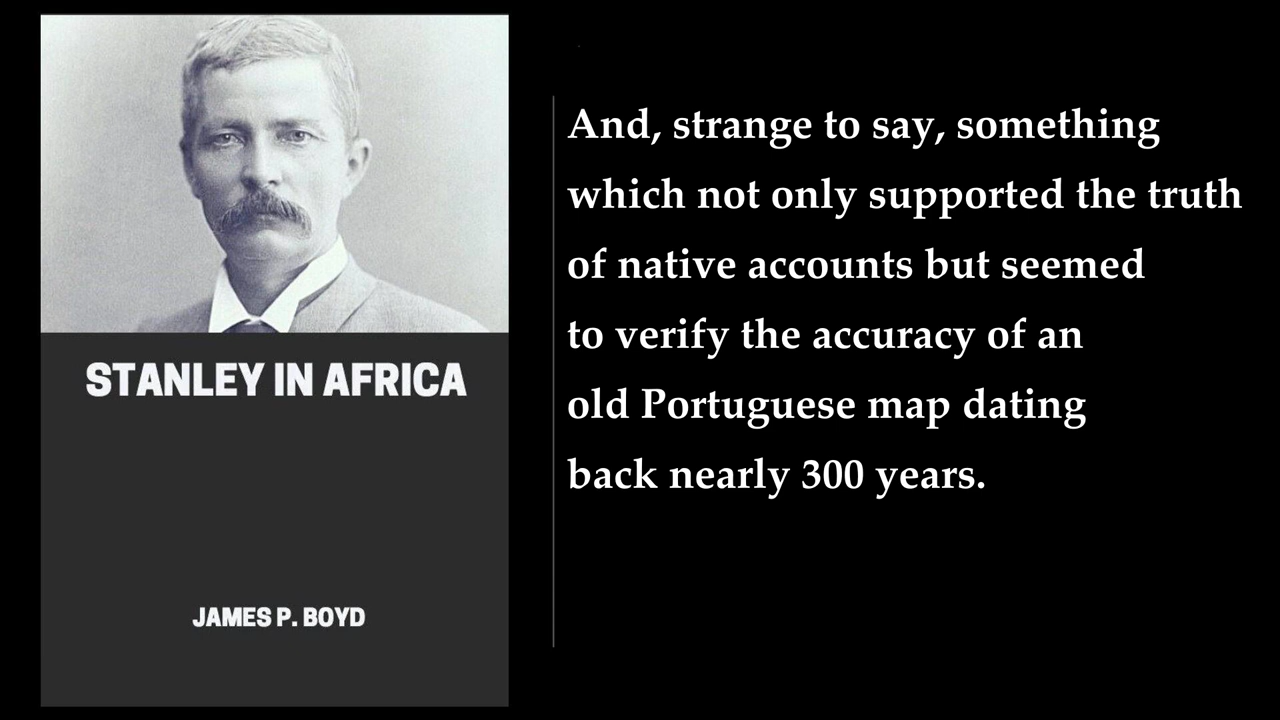 STANLEY IN AFRICA
JAMES P. BOYD
And, strange to say, something
which not only supported the truth
of native accounts but seemed
to verify the accuracy of an
old Portuguese map dating
back nearly 300 years.